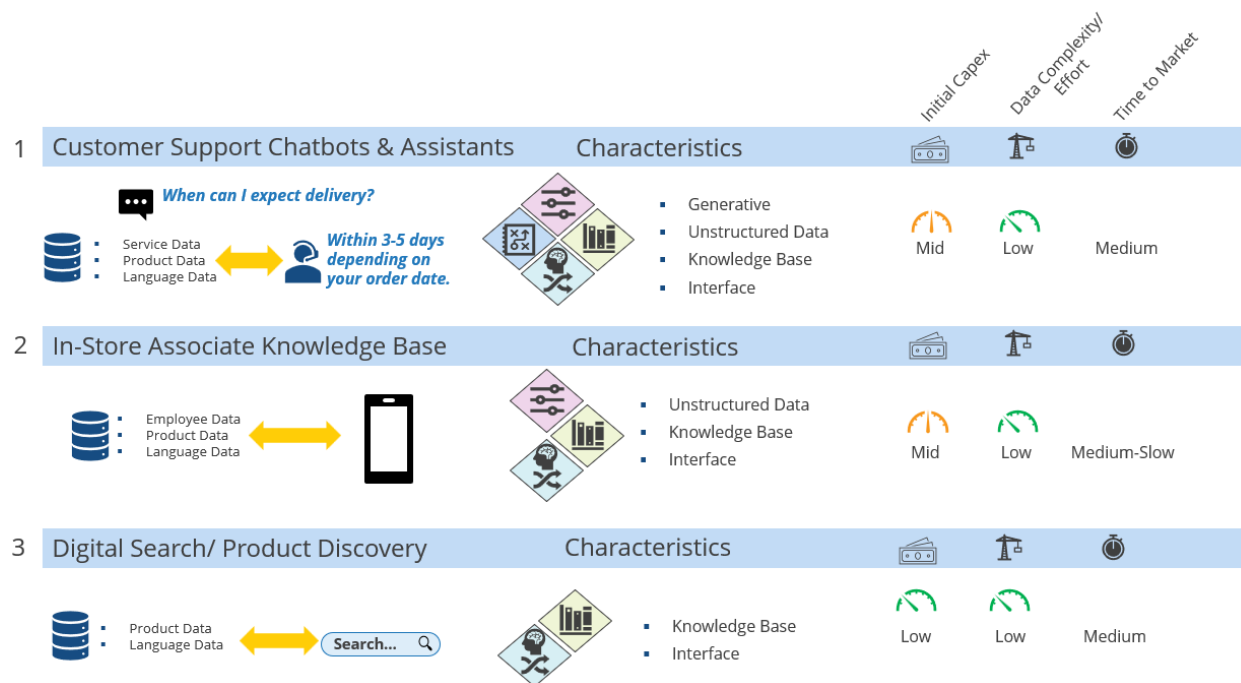 Initial Capex
Data Complexity/
Effort
Time to Market
1
Customer Support Chatbots & Assistants
Characteristics
When can I expect delivery?
Service Data
Product Data
Language Data
Within 3-5 days
depending on
your order date.
Generative
Unstructured Data
Knowledge Base
Interface
Mid
Low
Medium
2
In-Store Associate Knowledge Base
Characteristics
Employee Data
Product Data
Language Data
Unstructured Data
Knowledge Base
Interface
Mid
Low
Medium-Slow
3
Digital Search/ Product Discovery
Characteristics
Product Data
Language Data
Search...
Knowledge Base
Interface
Low
Low
Medium